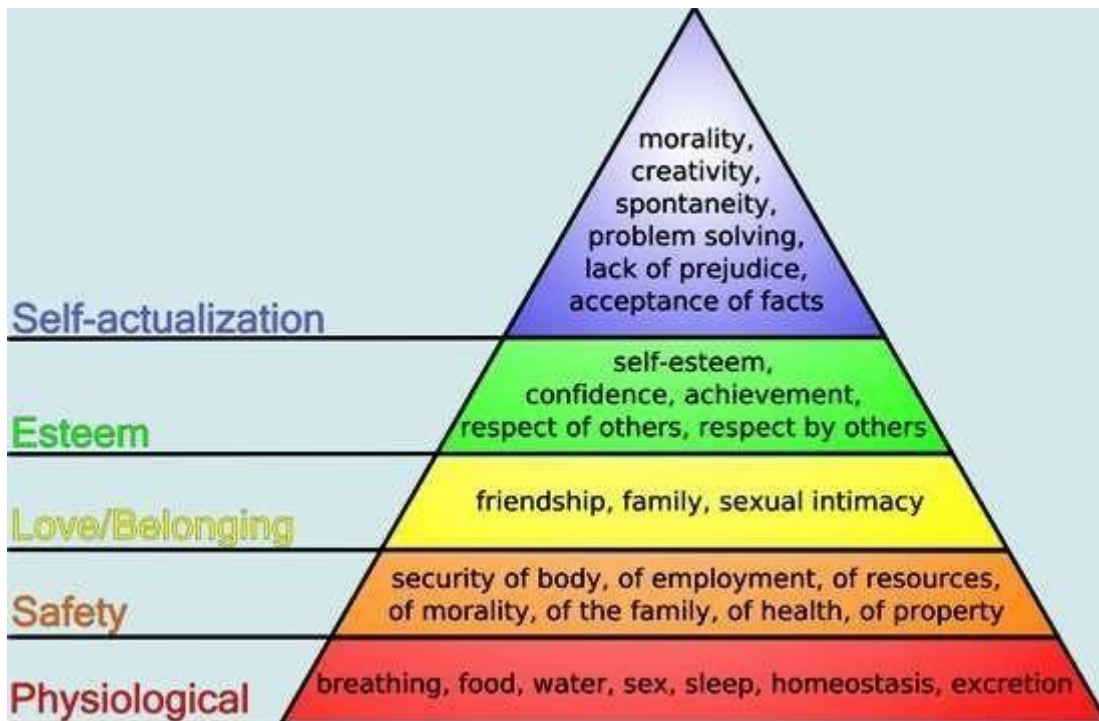 morality,
creativity,
spontaneity,
problem solving,
lack of prejudice,
acceptance of facts
Self-actualization
self-esteem,
confidence, achievement,
respect of others, respect by others
Esteem
friendship, family, sexual intimacy
Love/Belonging
security of body, of employment, of resources,
of morality, of the family, of health, of property
Safety
breathing, food, water, sex, sleep, homeostasis, excretion
Physiological